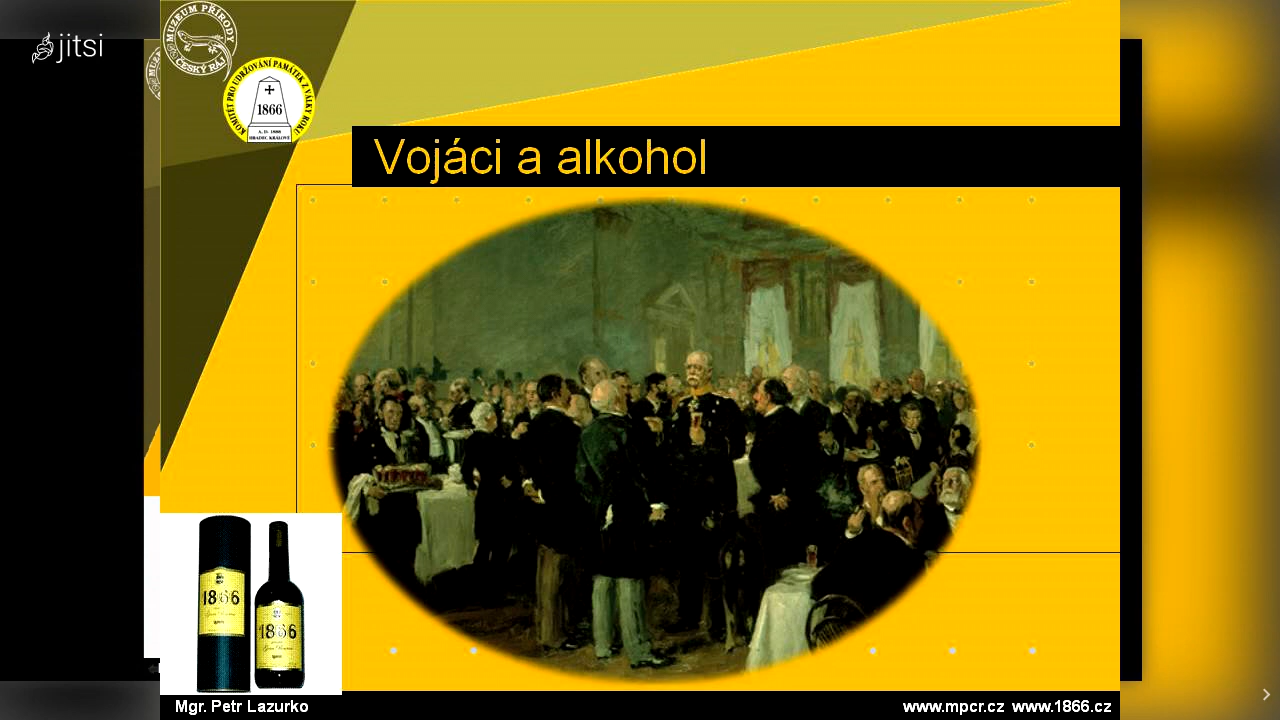 jitsi
MUZEUM PŘÍRODY
ČESKÝ RÁJ
KOMITÉT PRO UDRŽOVÁNÍ PAMÁTEK Z VÁLKY ROKU
1866
A. D. 1888
HRADEC KRÁLOVÉ
Vojáci a alkohol
1866
1866
Mgr. Petr Lazurko
www.mpcr.cz www.1866.cz